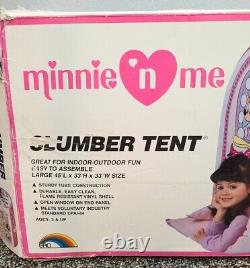 minnie 'n me
SLUMBER TENT®
GREAT FOR INDOOR/OUTDOOR FUN
EASY TO ASSEMBLE
LARGE 48"L x 33"H x 33"W SIZE
▲ STURDY TUBE CONSTRUCTION
▲ DURABLE, EASY CLEAN,
FLAME RESISTANT VINYL SHELL
▲ OPEN WINDOW ON END PANEL
▲ MEETS VOLUNTARY INDUSTRY
STANDARD CPAI-84
AGES: 3 & UP
ERO
UMBER